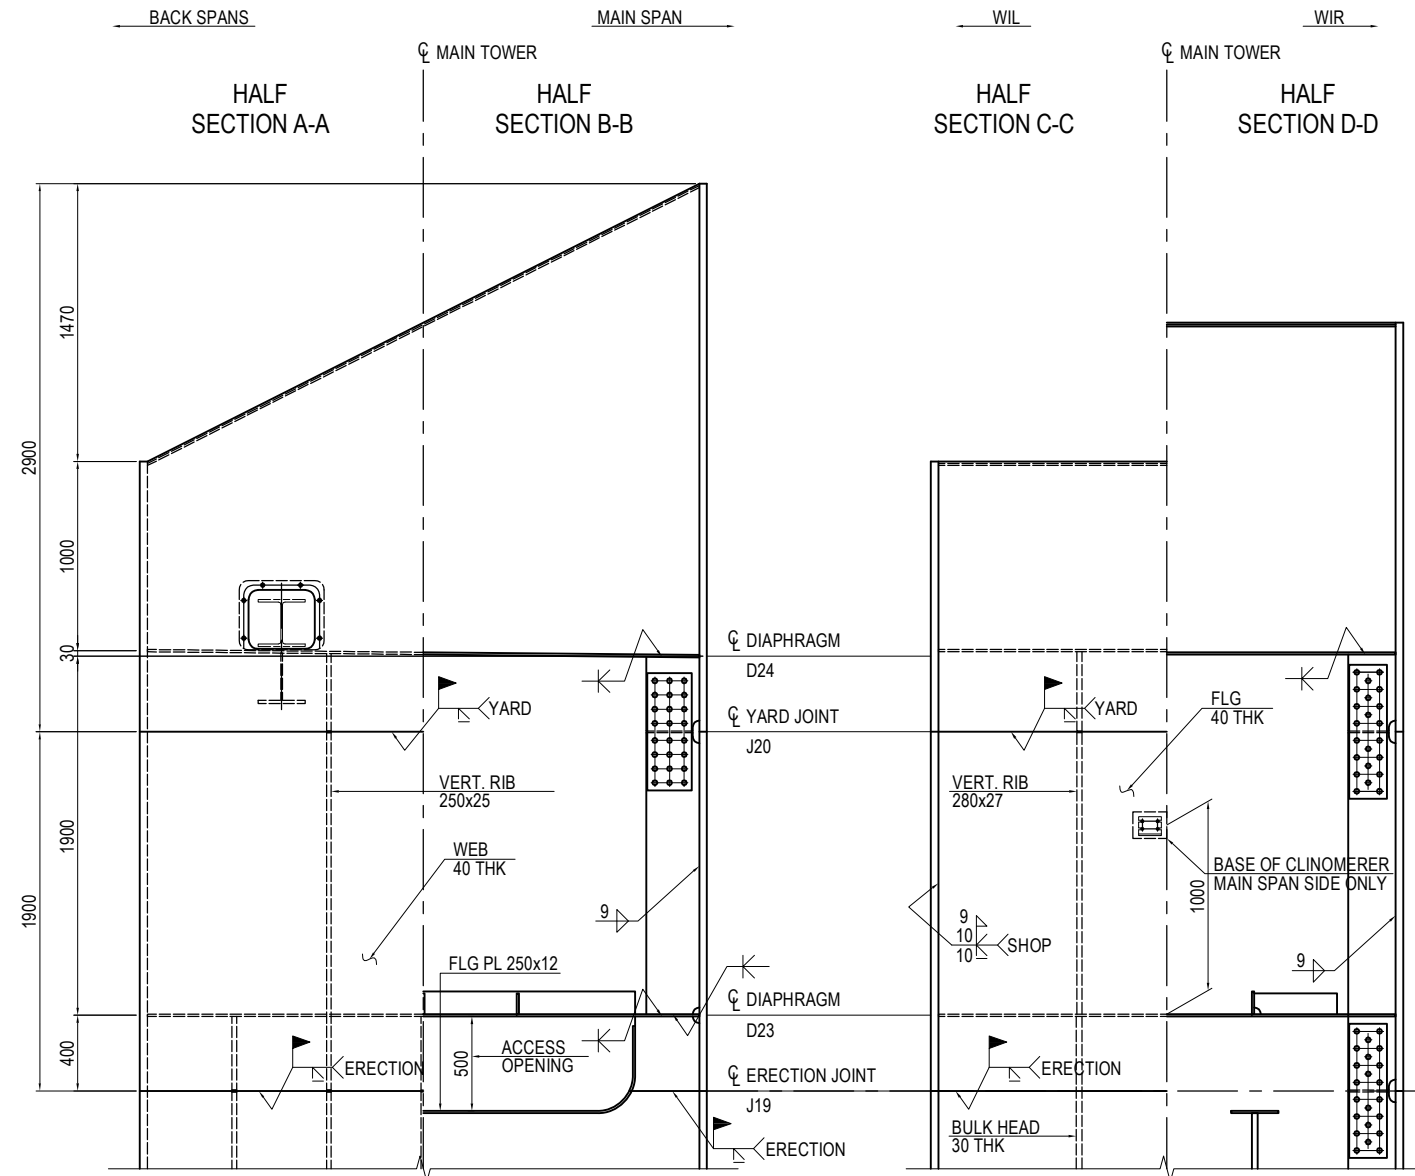 BACK SPANS
MAIN SPAN
WIL
WIR
℄ MAIN TOWER
℄ MAIN TOWER
HALF
SECTION A-A
HALF
SECTION B-B
HALF
SECTION C-C
HALF
SECTION D-D
1470
2900
1000
30
℄ DIAPHRAGM
D24
YARD
℄ YARD JOINT
J20
YARD
FLG
40 THK
VERT. RIB
250x25
VERT. RIB
280x27
1900
WEB
40 THK
BASE OF CLINOMERER
MAIN SPAN SIDE ONLY
1000
1900
9
9
10
10
SHOP
9
FLG PL 250x12
℄ DIAPHRAGM
D23
400
500
ACCESS
OPENING
ERECTION
℄ ERECTION JOINT
J19
ERECTION
ERECTION
BULK HEAD
30 THK